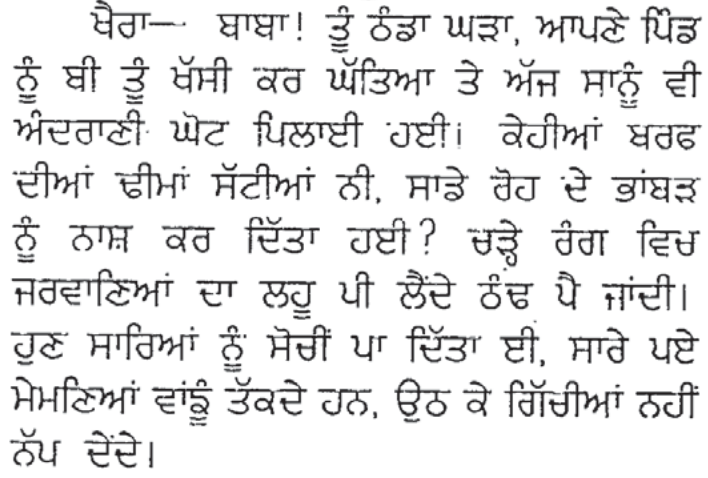 ਖੈਰਾ— ਬਾਬਾ! ਤੂੰ ਠੰਡਾ ਘੜਾ, ਆਪਣੇ ਪਿੰਡ
ਨੂੰ ਬੀ ਤੂੰ ਖੱਸੀ ਕਰ ਘੱਤਿਆ ਤੇ ਅੱਜ ਸਾਨੂੰ ਵੀ
ਅੰਦਰਾਣੀ ਘੋਟ ਪਿਲਾਈ ਹਈ। ਕੇਹੀਆਂ ਬਰਫ
ਦੀਆਂ ਢੀਮਾਂ ਸੱਟੀਆਂ ਨੀ, ਸਾਡੇ ਰੋਹ ਦੇ ਭਾਂਬੜ
ਨੂੰ ਨਾਸ਼ ਕਰ ਦਿੱਤਾ ਹਈ? ਚੜ੍ਹੇ ਰੰਗ ਵਿਚ
ਜਰਵਾਣਿਆਂ ਦਾ ਲਹੂ ਪੀ ਲੈਂਦੇ ਠੰਢ ਪੈ ਜਾਂਦੀ।
ਹੁਣ ਸਾਰਿਆਂ ਨੂੰ ਸੋਚੀਂ ਪਾ ਦਿੱਤਾ ਈ, ਸਾਰੇ ਪਏ
ਮੇਮਣਿਆਂ ਵਾਂਙੂੰ ਤੱਕਦੇ ਹਨ, ਉਠ ਕੇ ਗਿੱਚੀਆਂ ਨਹੀਂ
ਨੱਪ ਦੇਂਦੇ।